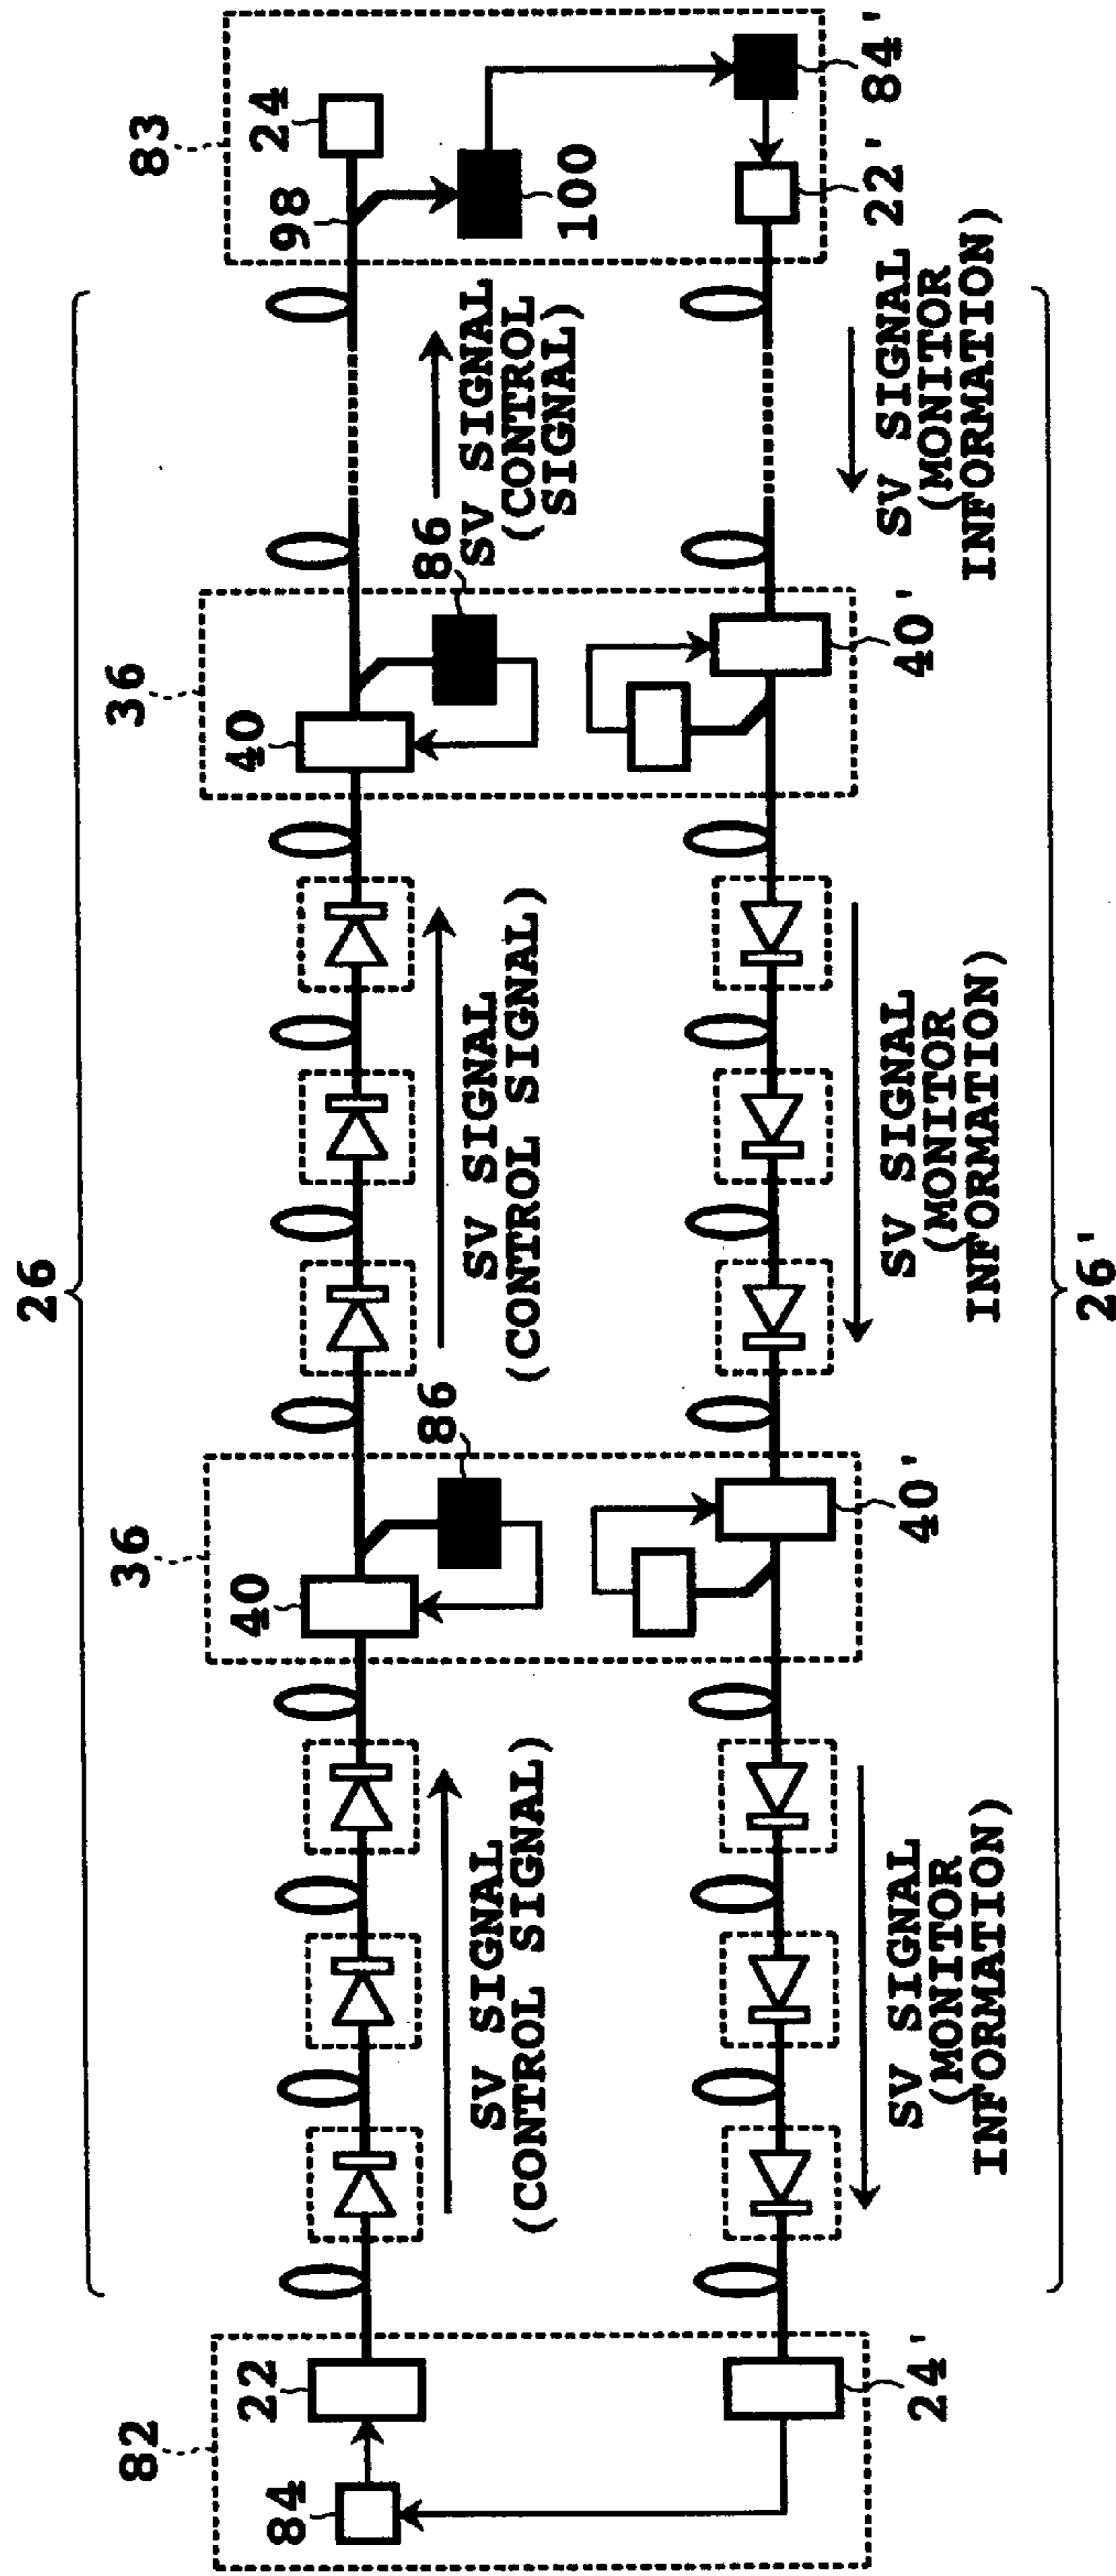 26
83
24
98
100
84'
22'
36
40
86
40'
SV SIGNAL
(CONTROL
SIGNAL)
SV SIGNAL
(MONITOR
INFORMATION)
36
40
86
40'
SV SIGNAL
(CONTROL SIGNAL)
SV SIGNAL
(MONITOR
INFORMATION)
82
22
84
24'
SV SIGNAL
(CONTROL SIGNAL)
SV SIGNAL
(MONITOR
INFORMATION)
26'